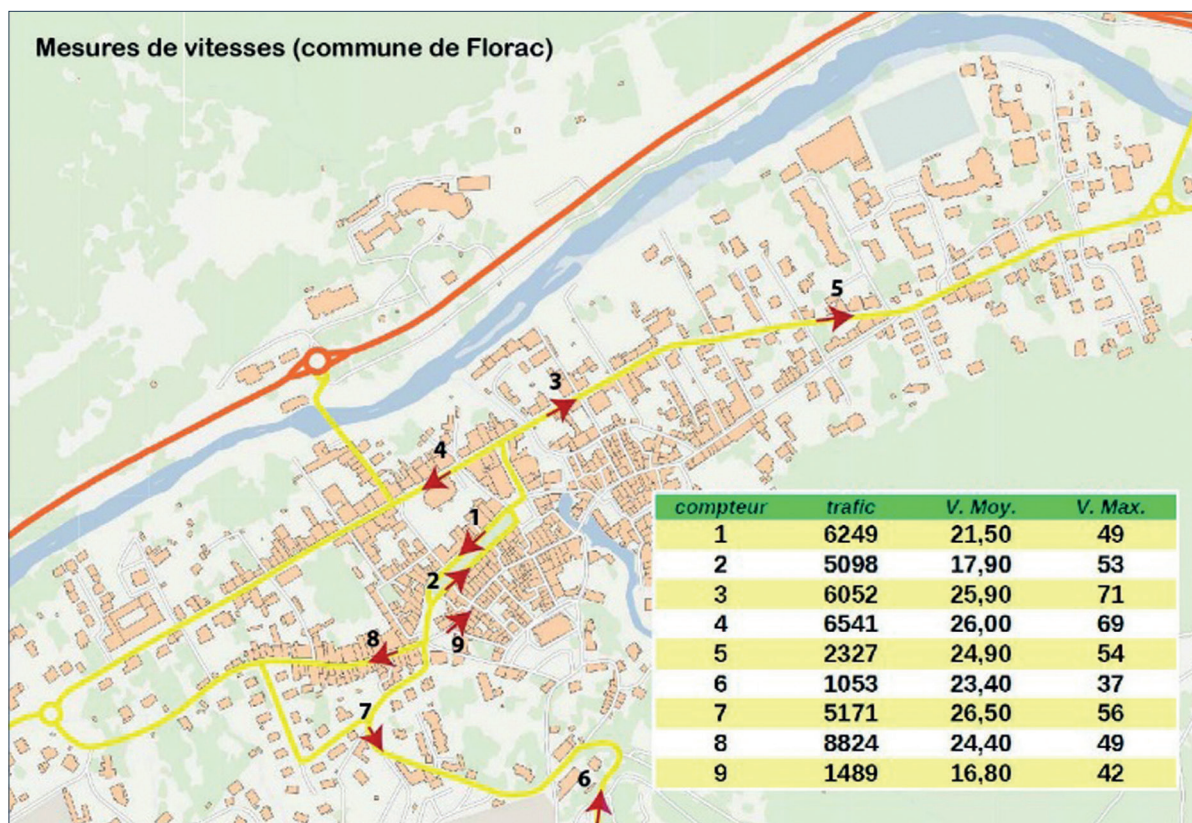 Mesures de vitesses (commune de Florac)
5
3
4
1
2
8
9
7
6
compteur trafic V. Moy. V. Max.
1 6249 21,50 49
2 5098 17,90 53
3 6052 25,90 71
4 6541 26,00 69
5 2327 24,90 54
6 1053 23,40 37
7 5171 26,50 56
8 8824 24,40 49
9 1489 16,80 42